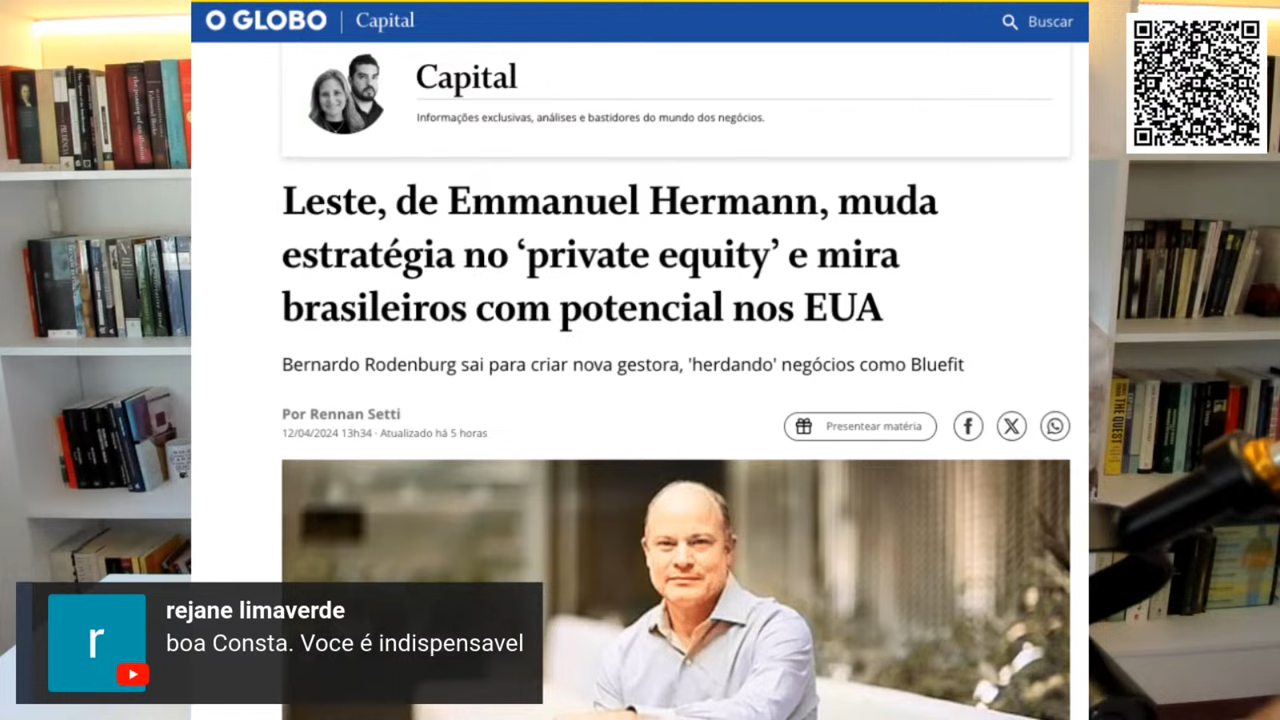 O GLOBO | Capital
Buscar
Capital
Informações exclusivas, análises e bastidores do mundo dos negócios.
Leste, de Emmanuel Hermann, muda
estratégia no ‘private equity’ e mira
brasileiros com potencial nos EUA
Bernardo Rodenburg sai para criar nova gestora, 'herdando' negócios como Bluefit
Por Rennan Setti
12/04/2024 13h34 · Atualizado há 5 horas
Presentear matéria
r
rejane limaverde
boa Consta. Voce é indispensavel
THE QUEST